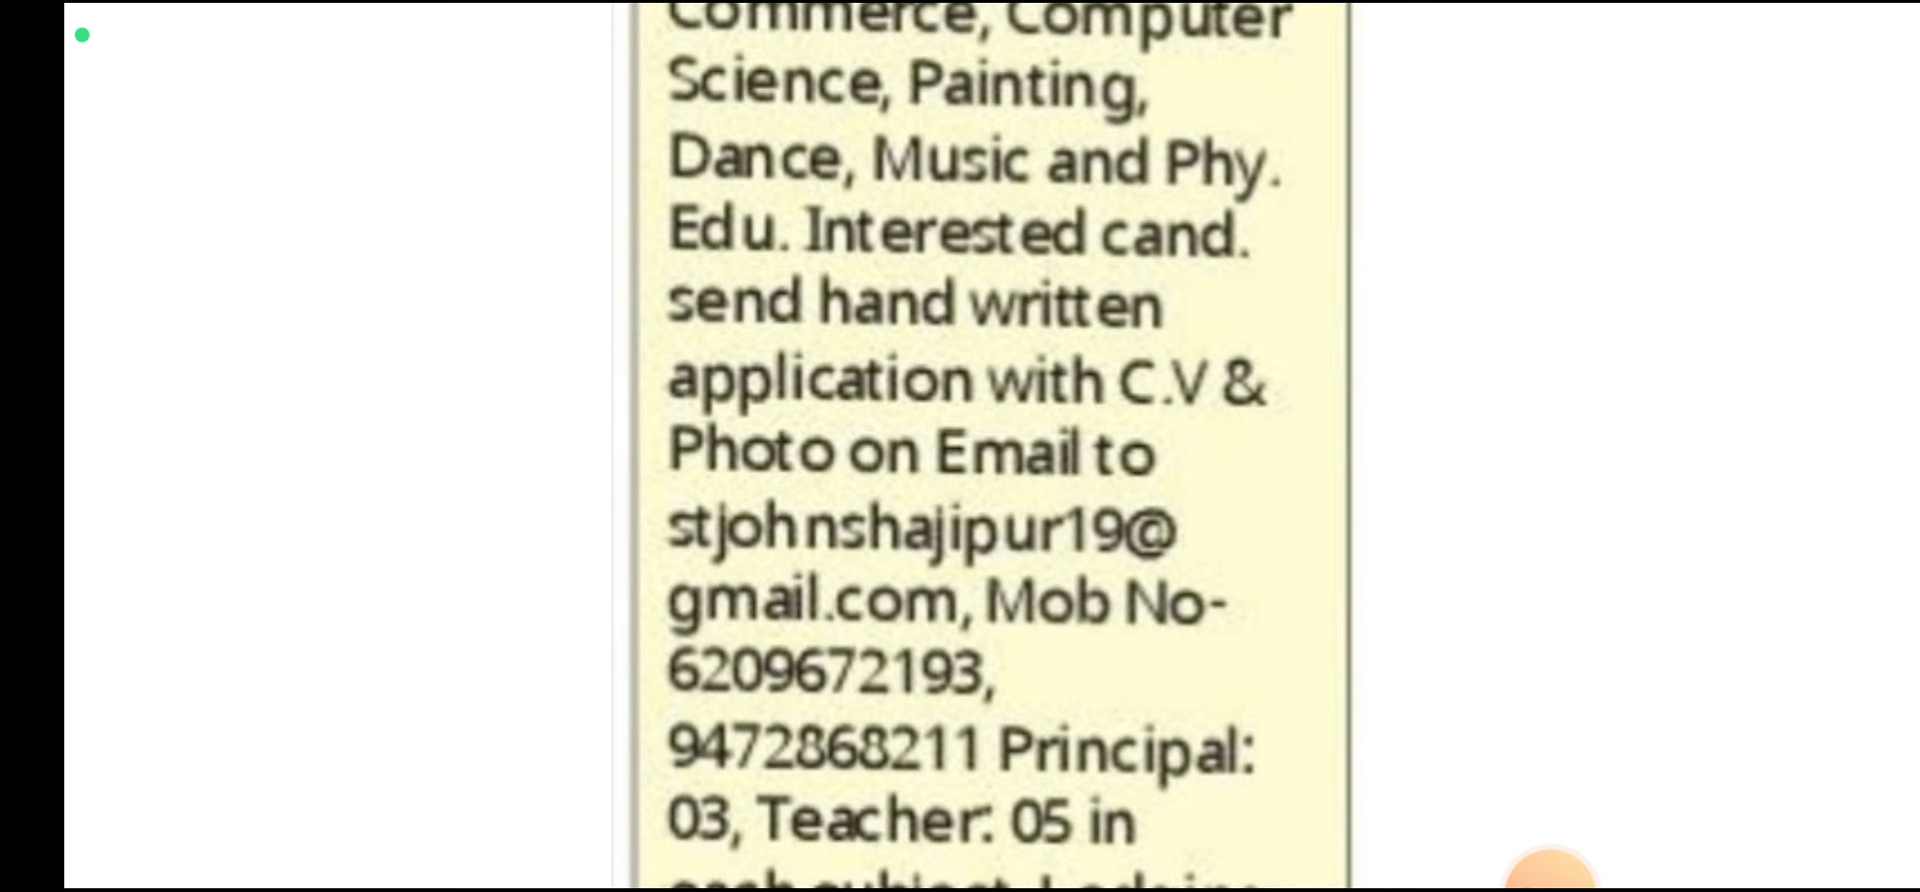 Commerce, Computer
Science, Painting,
Dance, Music and Phy.
Edu. Interested cand.
send hand written
application with C.V &
Photo on Email to
stjohnshajipur19@
gmail.com, Mob No-
6209672193,
9472868211 Principal:
03, Teacher: 05 in